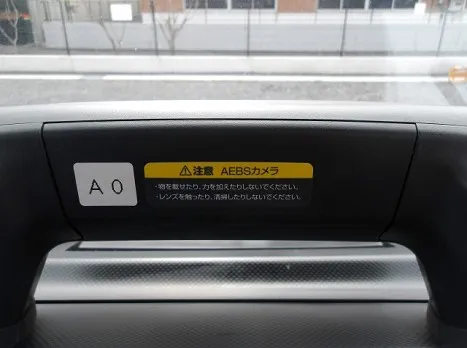 A 0
⚠注意 AEBSカメラ
・物を載せたり、力を加えたりしないでください。
・レンズを触ったり、清掃したりしないでください。